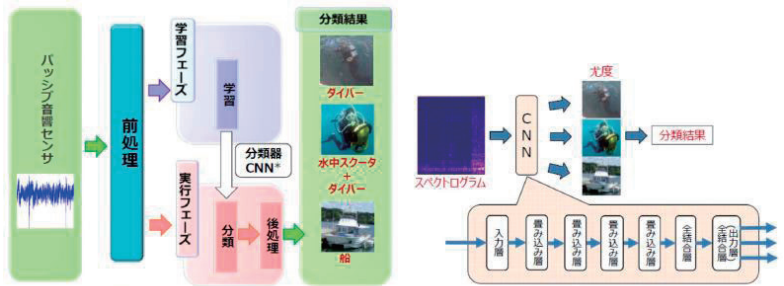 パッシブ音響センサ
前処理
学習フェーズ
学習
分類器
CNN*
実行フェーズ
分類
後処理
分類結果
ダイバー
水中スクータ
+
ダイバー
船
スペクトログラム
CNN
尤度
分類結果
入力層
畳み込み層
畳み込み層
畳み込み層
畳み込み層
全結合層
全結合層
(出力層)